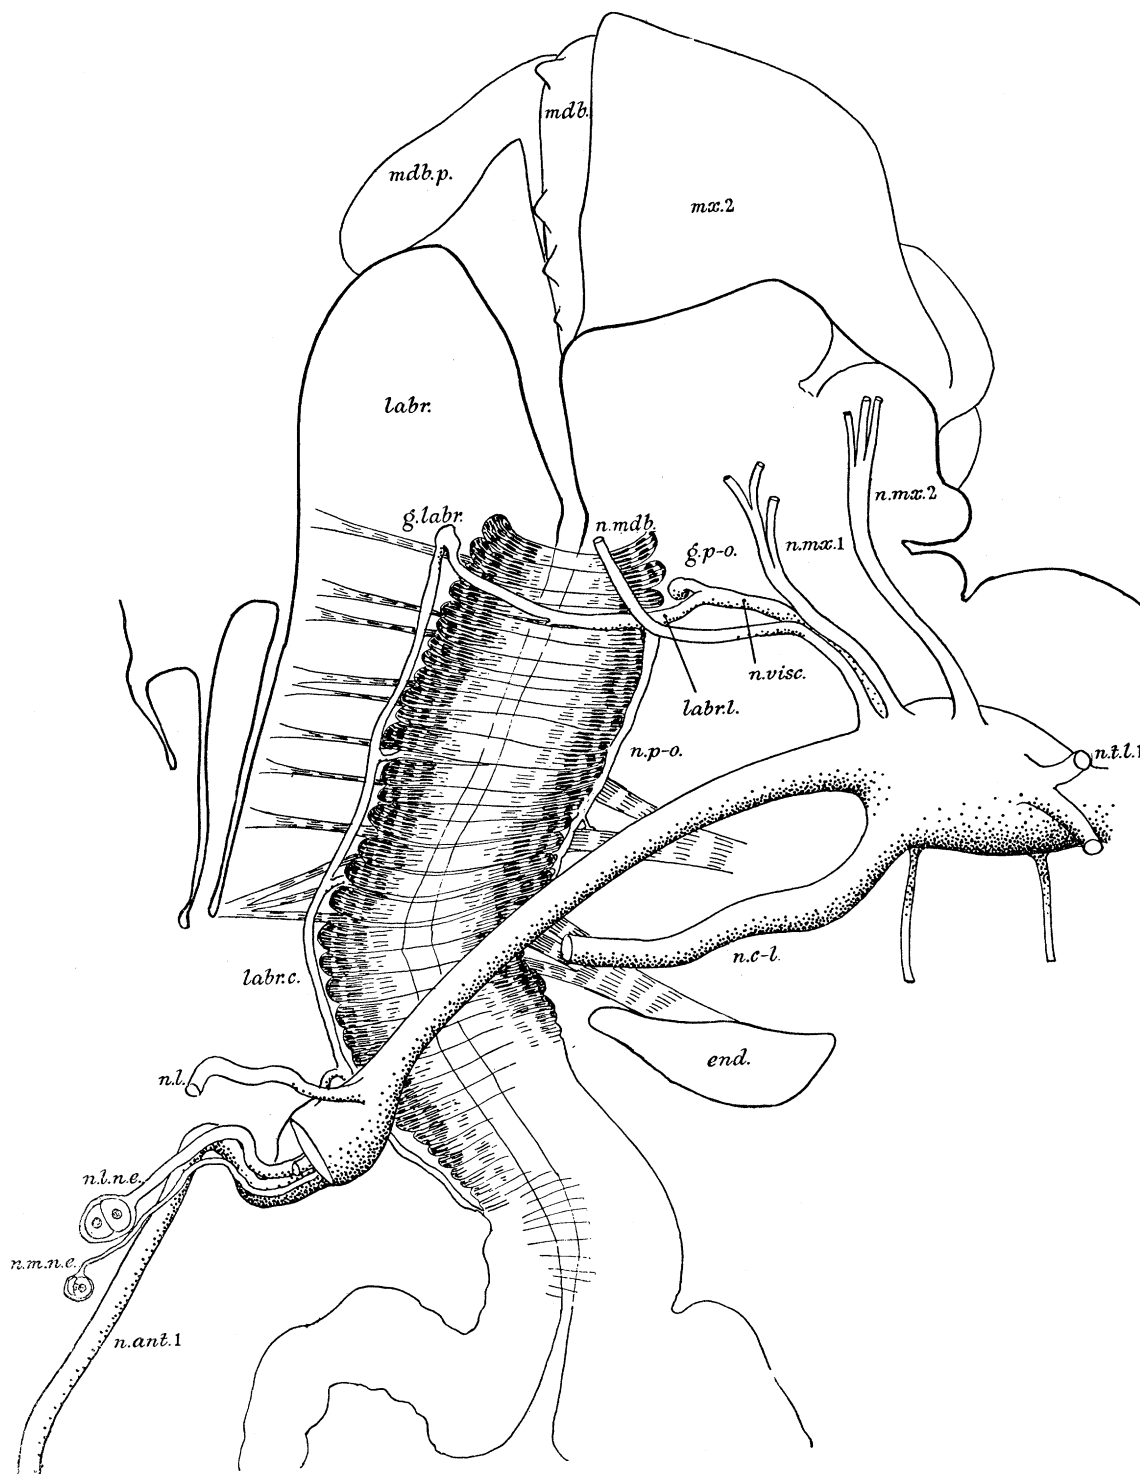 mdb.
mdb.p.
mx.2
labr.
n.mx.2
g.labr.
n.mdb.
g.p-o.
n.mx.1
n.visc.
labr.l.
n.p-o.
n.t.l.1
n.c-l.
labr.c.
end.
n.l.
n.l.n.e.
n.m.n.e.
n.ant.1